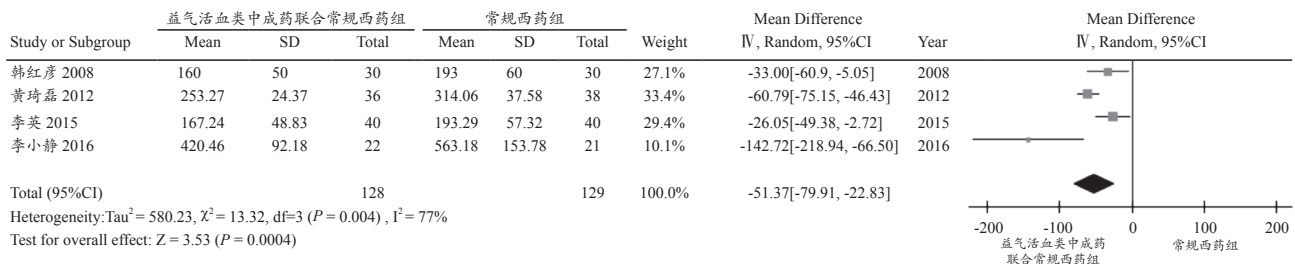 益气活血类中成药联合常规西药组 常规西药组 Mean Difference Mean Difference
Study or Subgroup Mean SD Total Mean SD Total Weight Ⅳ, Random, 95%CI Year Ⅳ, Random, 95%CI
韩红彦 2008 160 50 30 193 60 30 27.1% -33.00[-60.9, -5.05] 2008
黄琦磊 2012 253.27 24.37 36 314.06 37.58 38 33.4% -60.79[-75.15, -46.43] 2012
李英 2015 167.24 48.83 40 193.29 57.32 40 29.4% -26.05[-49.38, -2.72] 2015
李小静 2016 420.46 92.18 22 563.18 153.78 21 10.1% -142.72[-218.94, -66.50] 2016
Total (95%CI) 128 129 100.0% -51.37[-79.91, -22.83]
Heterogeneity:Tau² = 580.23, χ² = 13.32, df=3 (P = 0.004) , I² = 77%
Test for overall effect: Z = 3.53 (P = 0.0004)
-200 -100 0 100 200
益气活血类中成药 常规西药组
联合常规西药组